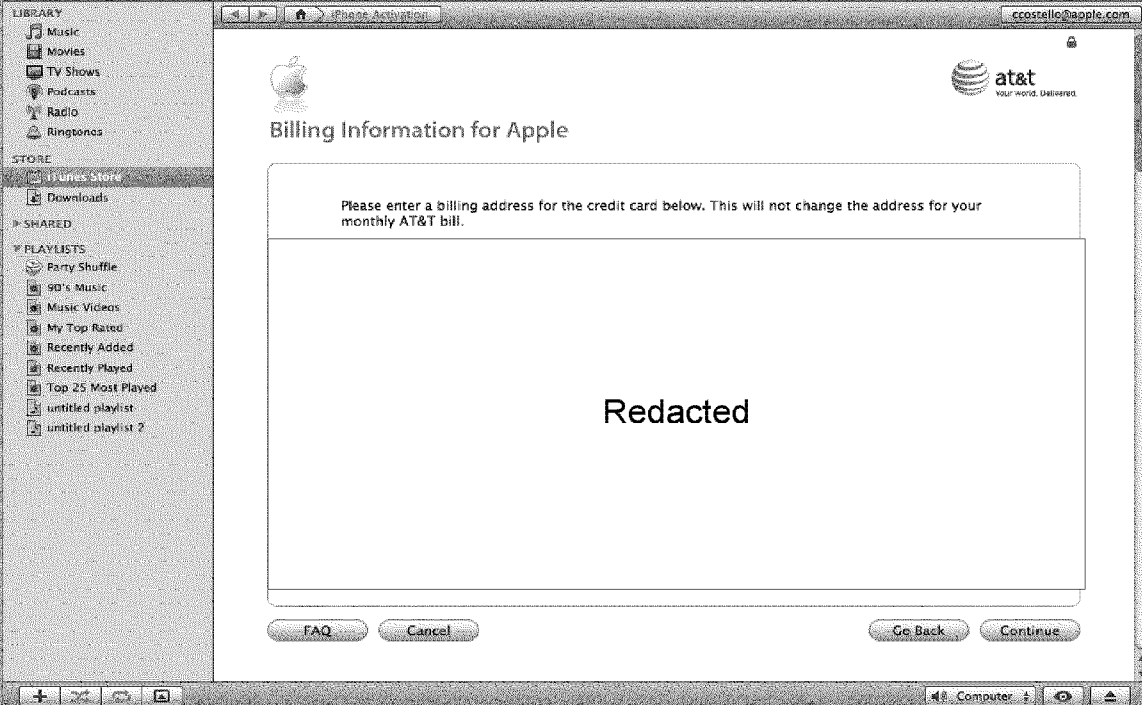 LIBRARY
Music
Movies
TV Shows
Podcasts
Radio
Ringtones
STORE
iTunes Store
Downloads
SHARED
PLAYLISTS
Party Shuffle
90's Music
Music Videos
My Top Rated
Recently Added
Recently Played
Top 25 Most Played
untitled playlist
untitled playlist 2
iPhone Activation
ccostello@apple.com
at&t
Your world. Delivered.
Billing Information for Apple
Please enter a billing address for the credit card below. This will not change the address for your
monthly AT&T bill.
Redacted
FAQ
Cancel
Go Back
Continue
Computer